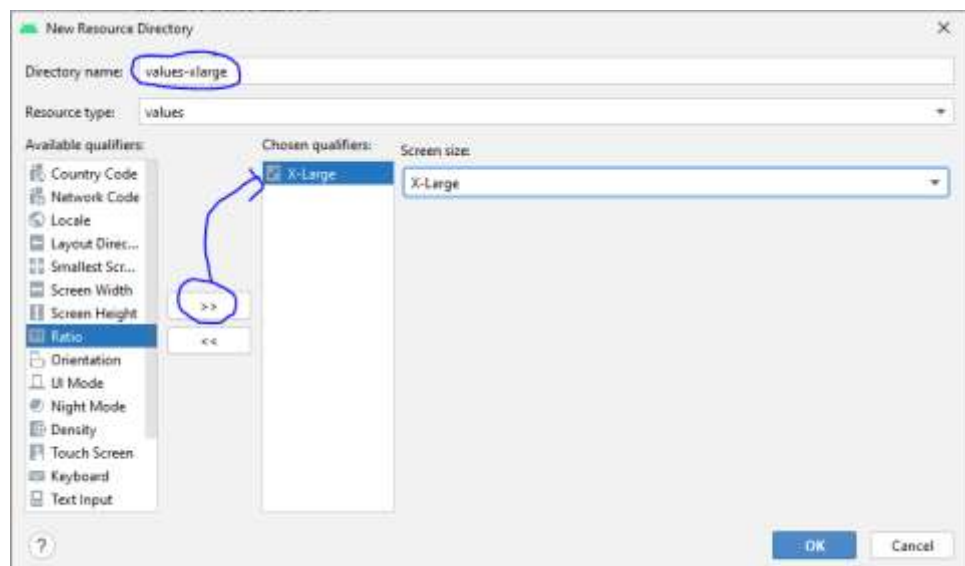 New Resource Directory
Directory name: values-xlarge
Resource type: values
Available qualifiers:
Chosen qualifiers:
Screen size:
Country Code
X-Large
X-Large
Network Code
Locale
Layout Direc...
Smallest Scr...
Screen Width
Screen Height
>>
Ratio
<<
Orientation
UI Mode
Night Mode
Density
Touch Screen
Keyboard
Text Input
?
OK
Cancel